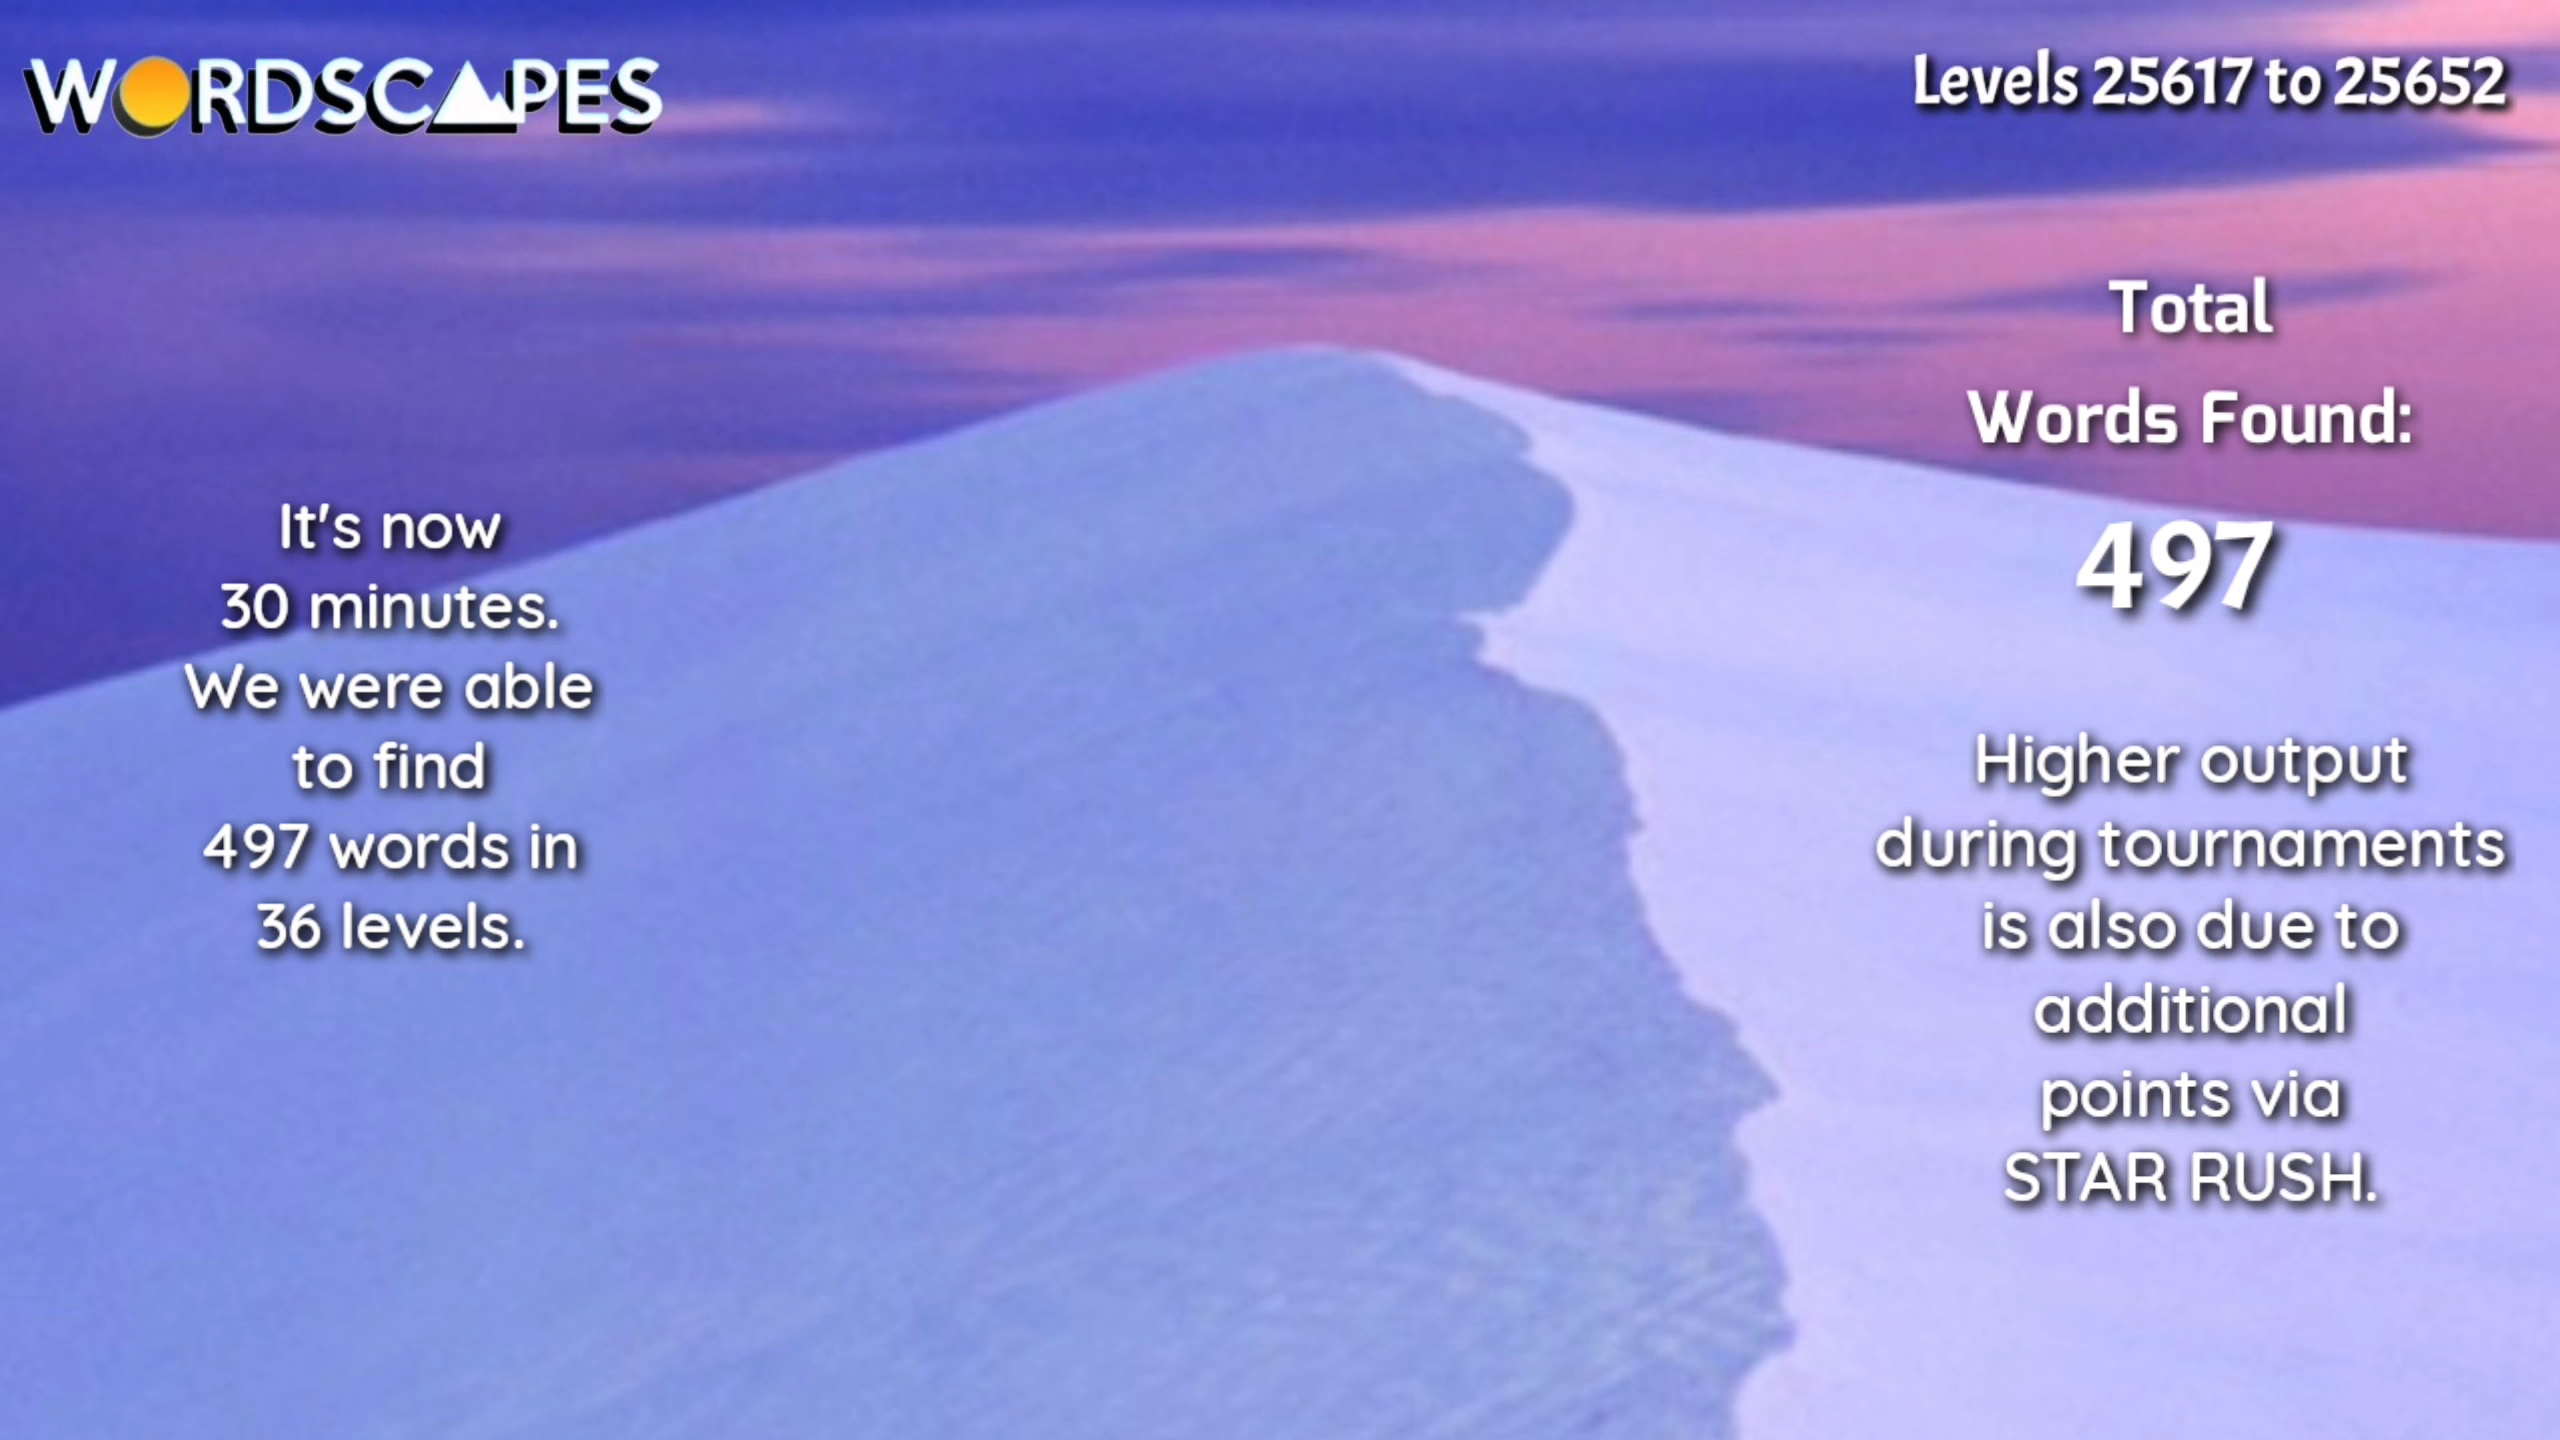 WORDSCAPES
Levels 25617 to 25652
It's now
30 minutes.
We were able
to find
497 words in
36 levels.
Total
Words Found:
497
Higher output
during tournaments
is also due to
additional
points via
STAR RUSH.